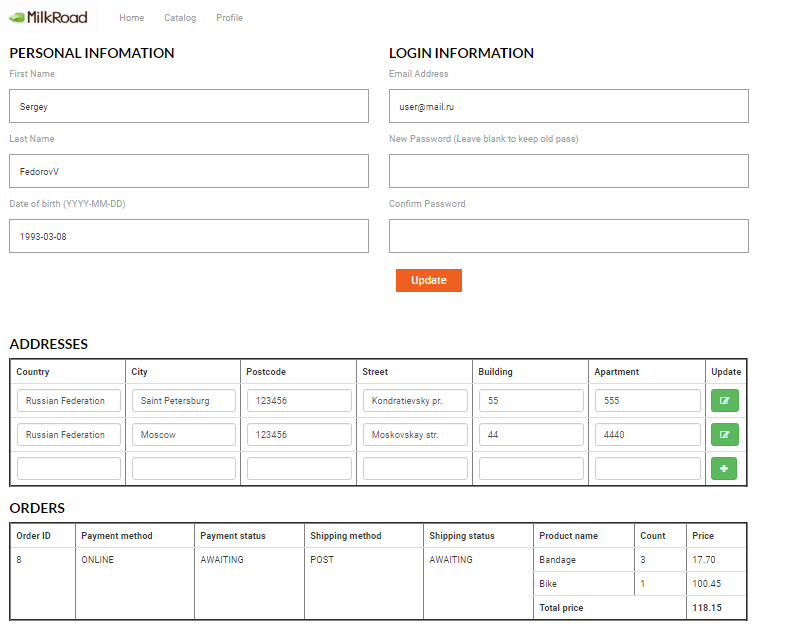 MilkRoad Home Catalog Profile
PERSONAL INFOMATION
First Name
Sergey
Last Name
FedorovV
Date of birth (YYYY-MM-DD)
1993-03-08
LOGIN INFORMATION
Email Address
user@mail.ru
New Password (Leave blank to keep old pass)
Confirm Password
Update
ADDRESSES
Country City Postcode Street Building Apartment Update
Russian Federation Saint Petersburg 123456 Kondratievsky pr. 55 555
Russian Federation Moscow 123456 Moskovskay str. 44 4440
ORDERS
Order ID Payment method Payment status Shipping method Shipping status Product name Count Price
8 ONLINE AWAITING POST AWAITING Bandage 3 17.70
Bike 1 100.45
Total price 118.15